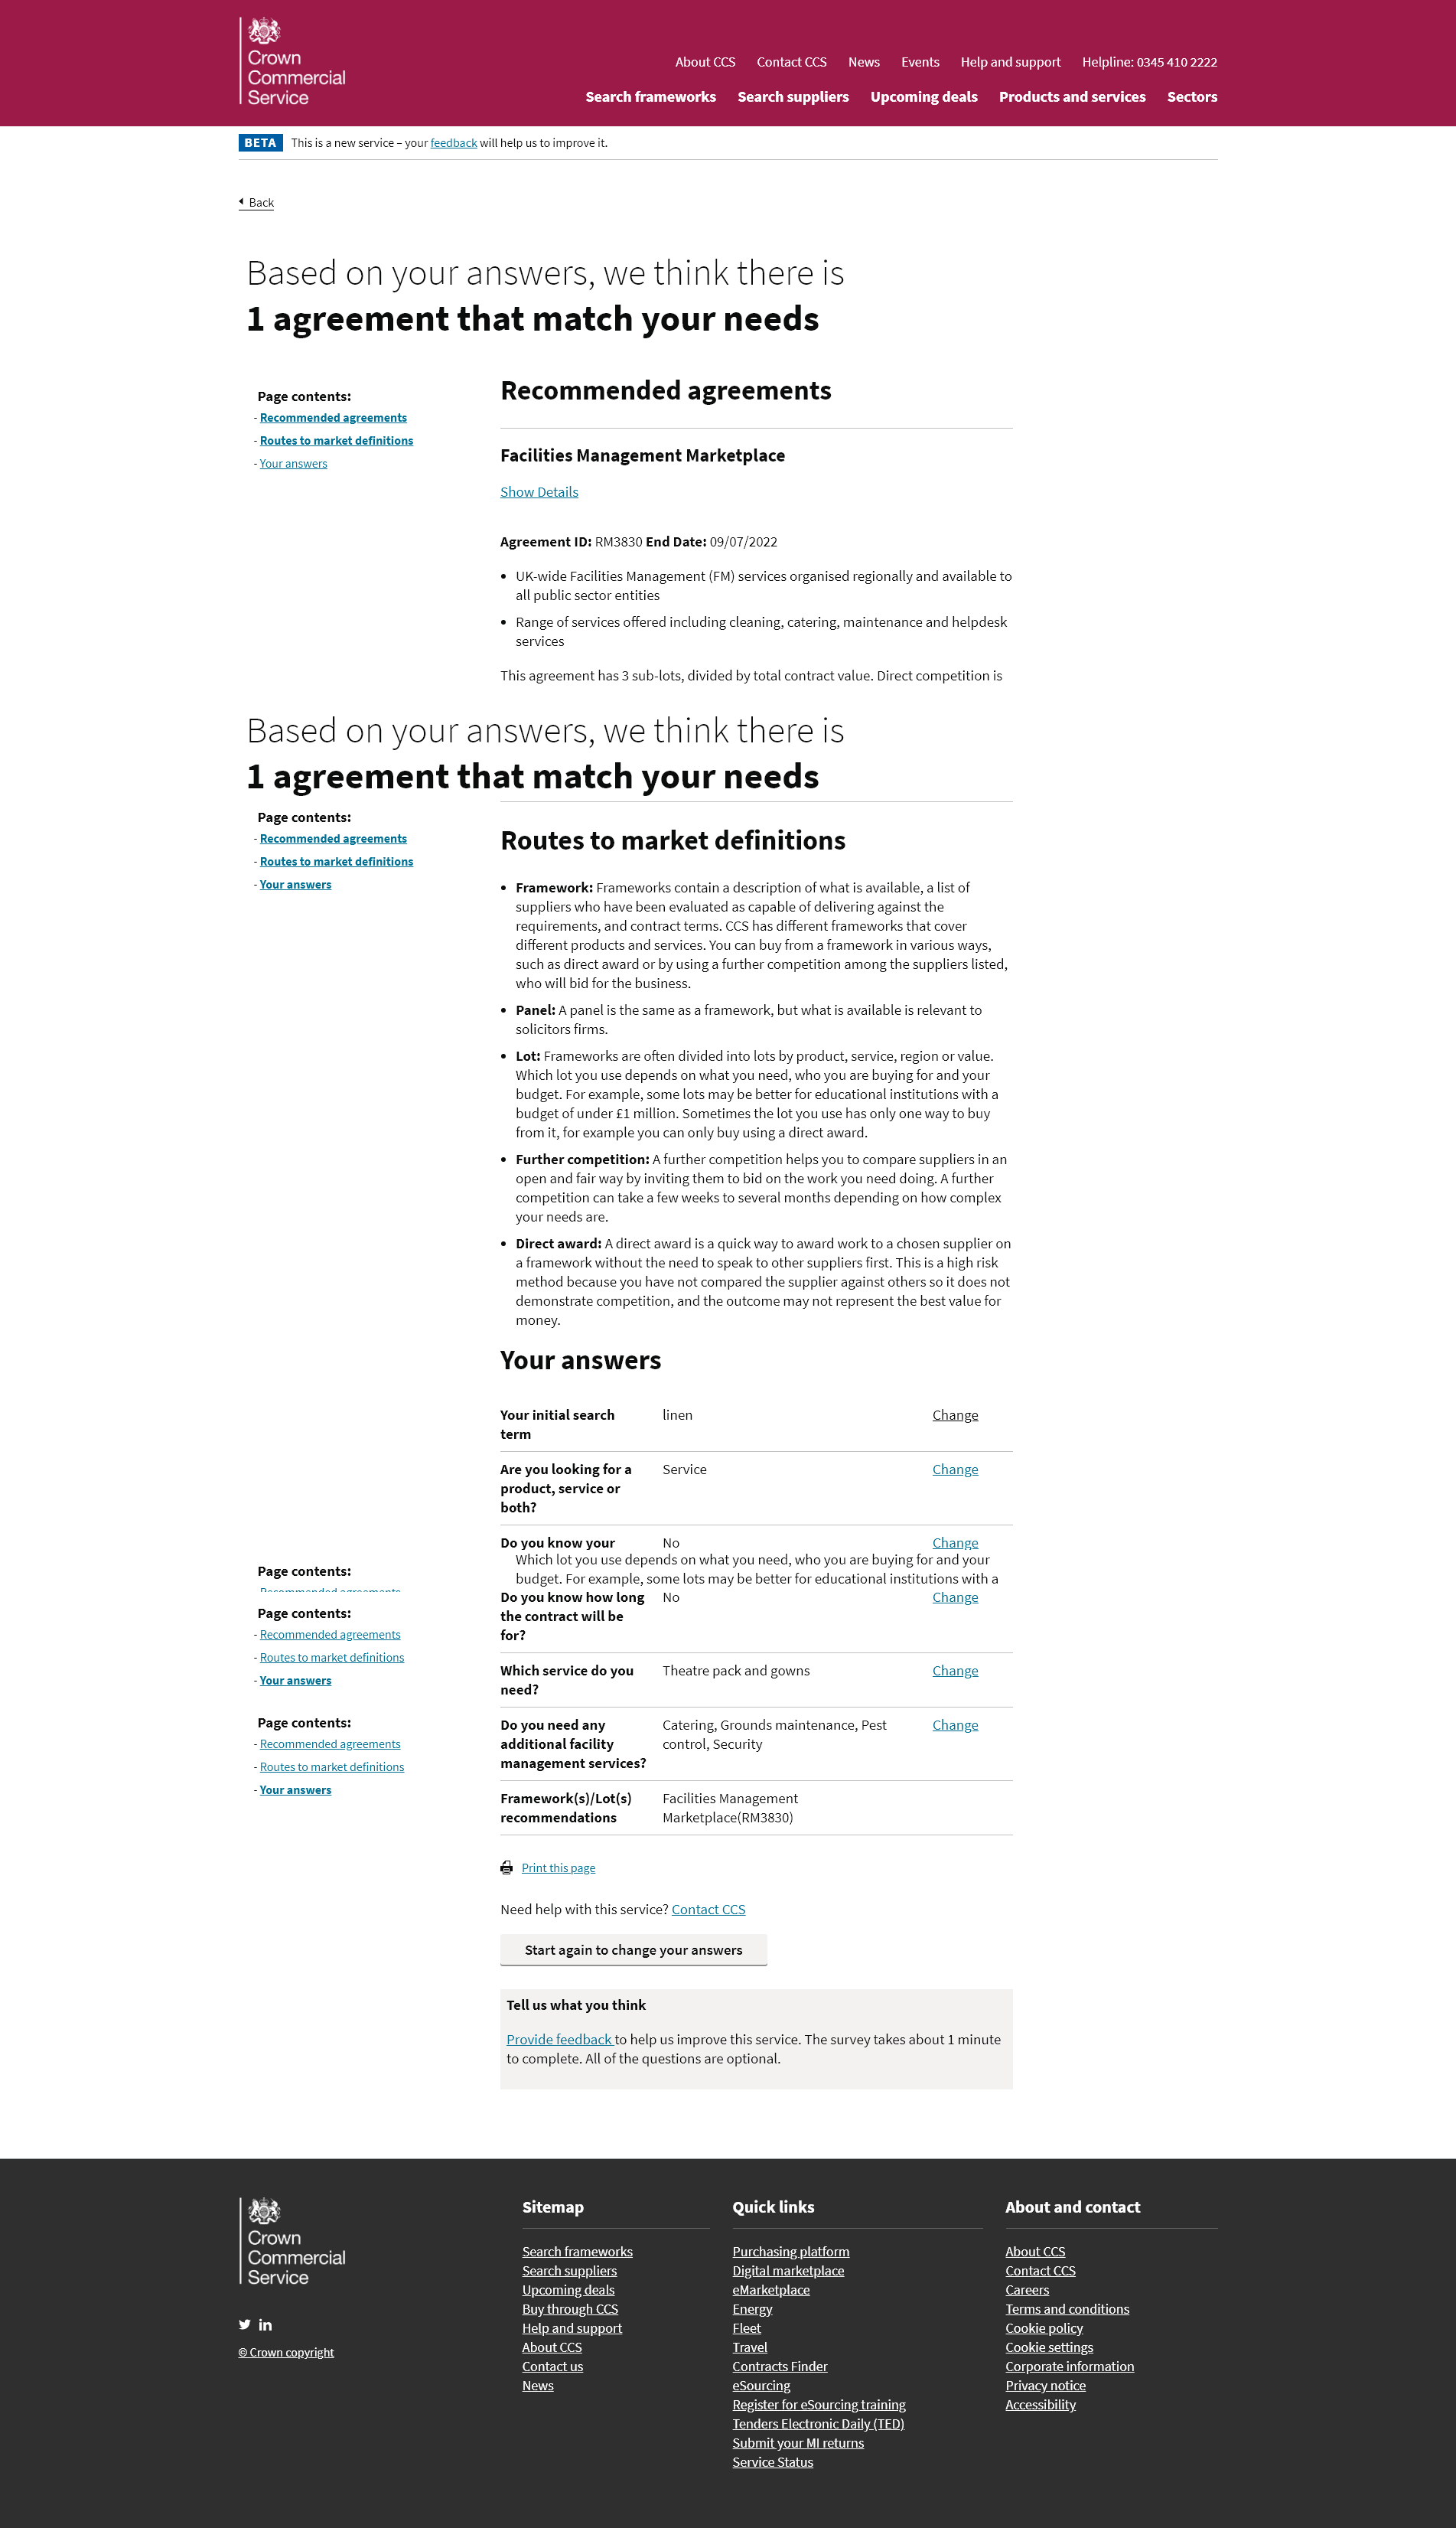 Crown
Commercial
Service
About CCS Contact CCS News Events Help and support Helpline: 0345 410 2222
Search frameworks Search suppliers Upcoming deals Products and services Sectors
BETA This is a new service – your feedback will help us to improve it.
Back
Based on your answers, we think there is
1 agreement that match your needs
Page contents:
- Recommended agreements
- Routes to market definitions
- Your answers
Recommended agreements
Facilities Management Marketplace
Show Details
Agreement ID: RM3830 End Date: 09/07/2022
• UK-wide Facilities Management (FM) services organised regionally and available to
all public sector entities
• Range of services offered including cleaning, catering, maintenance and helpdesk
services
This agreement has 3 sub-lots, divided by total contract value. Direct competition is
Based on your answers, we think there is
1 agreement that match your needs
Page contents:
- Recommended agreements
- Routes to market definitions
- Your answers
Routes to market definitions
• Framework: Frameworks contain a description of what is available, a list of
suppliers who have been evaluated as capable of delivering against the
requirements, and contract terms. CCS has different frameworks that cover
different products and services. You can buy from a framework in various ways,
such as direct award or by using a further competition among the suppliers listed,
who will bid for the business.
• Panel: A panel is the same as a framework, but what is available is relevant to
solicitors firms.
• Lot: Frameworks are often divided into lots by product, service, region or value.
Which lot you use depends on what you need, who you are buying for and your
budget. For example, some lots may be better for educational institutions with a
budget of under £1 million. Sometimes the lot you use has only one way to buy
from it, for example you can only buy using a direct award.
• Further competition: A further competition helps you to compare suppliers in an
open and fair way by inviting them to bid on the work you need doing. A further
competition can take a few weeks to several months depending on how complex
your needs are.
• Direct award: A direct award is a quick way to award work to a chosen supplier on
a framework without the need to speak to other suppliers first. This is a high risk
method because you have not compared the supplier against others so it does not
demonstrate competition, and the outcome may not represent the best value for
money.
Your answers
Your initial search linen Change
term
Are you looking for a Service Change
product, service or
both?
Do you know your No Change
Which lot you use depends on what you need, who you are buying for and your
budget. For example, some lots may be better for educational institutions with a
Page contents:
- Recommended agreements
Page contents:
- Recommended agreements
- Routes to market definitions
- Your answers
Page contents:
- Recommended agreements
- Routes to market definitions
- Your answers
Do you know how long No Change
the contract will be
for?
Which service do you Theatre pack and gowns Change
need?
Do you need any Catering, Grounds maintenance, Pest Change
additional facility control, Security
management services?
Framework(s)/Lot(s) Facilities Management
recommendations Marketplace(RM3830)
Print this page
Need help with this service? Contact CCS
Start again to change your answers
Tell us what you think
Provide feedback to help us improve this service. The survey takes about 1 minute
to complete. All of the questions are optional.
Crown
Commercial
Service
© Crown copyright
Sitemap
Search frameworks
Search suppliers
Upcoming deals
Buy through CCS
Help and support
About CCS
Contact us
News
Quick links
Purchasing platform
Digital marketplace
eMarketplace
Energy
Fleet
Travel
Contracts Finder
eSourcing
Register for eSourcing training
Tenders Electronic Daily (TED)
Submit your MI returns
Service Status
About and contact
About CCS
Contact CCS
Careers
Terms and conditions
Cookie policy
Cookie settings
Corporate information
Privacy notice
Accessibility